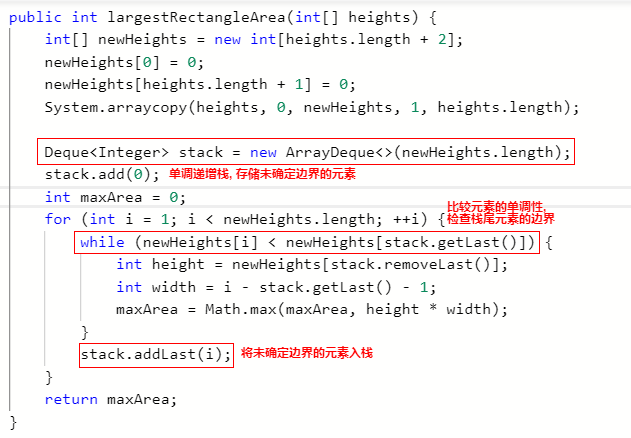 public int largestRectangleArea(int[] heights) {
    int[] newHeights = new int[heights.length + 2];
    newHeights[0] = 0;
    newHeights[heights.length + 1] = 0;
    System.arraycopy(heights, 0, newHeights, 1, heights.length);

    Deque<Integer> stack = new ArrayDeque<>(newHeights.length);
    stack.add(0); 单调递增栈, 存储未确定边界的元素
    int maxArea = 0;
    for (int i = 1; i < newHeights.length; ++i) {
比较元素的单调性,
检查栈尾元素的边界
        while (newHeights[i] < newHeights[stack.getLast()]) {
            int height = newHeights[stack.removeLast()];
            int width = i - stack.getLast() - 1;
            maxArea = Math.max(maxArea, height * width);
        }
        stack.addLast(i); 将未确定边界的元素入栈
    }
    return maxArea;
}